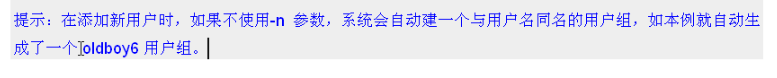 提示：在添加新用户时，如果不使用-n 参数，系统会自动建一个与用户名同名的用户组，如本例就自动生
成了一个oldboy6 用户组。